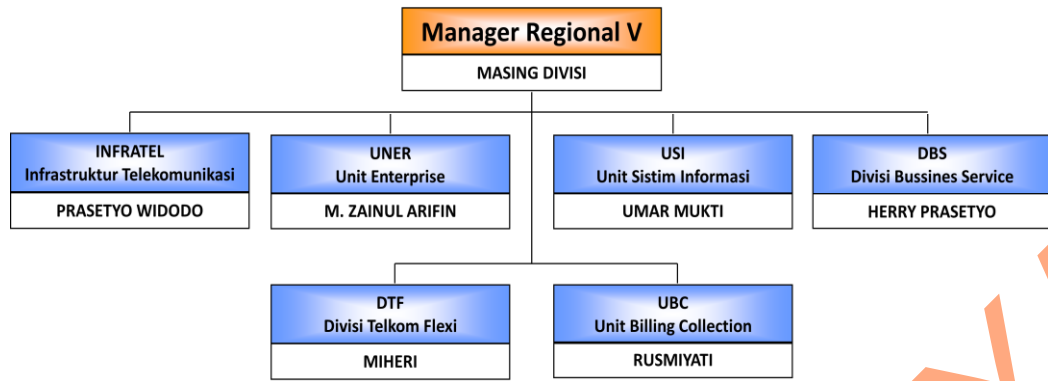 Manager Regional V
MASING DIVISI
INFRATEL
Infrastruktur Telekomunikasi
PRASETYO WIDODO
UNER
Unit Enterprise
M. ZAINUL ARIFIN
USI
Unit Sistim Informasi
UMAR MUKTI
DBS
Divisi Bussines Service
HERRY PRASETYO
DTF
Divisi Telkom Flexi
MIHERI
UBC
Unit Billing Collection
RUSMIYATI